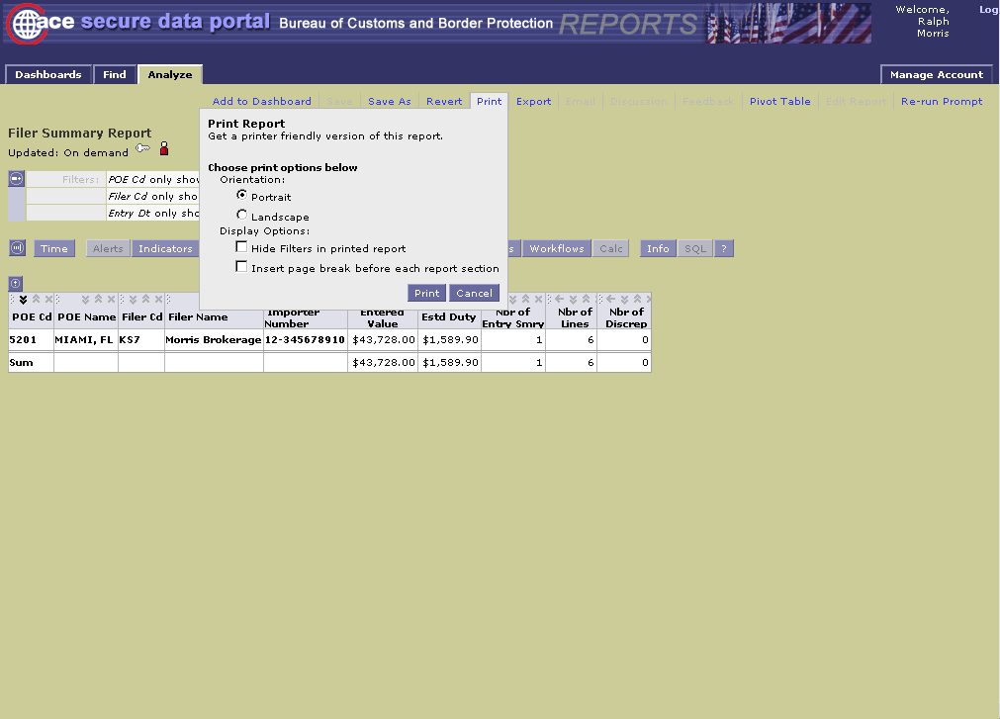 ace secure data portal Bureau of Customs and Border Protection REPORTS
Welcome, Ralph Morris
Log
Dashboards Find Analyze Manage Account
Add to Dashboard Save Save As Revert Print Export Email Discussion Feedback Pivot Table Edit Report Re-run Prompt
Filer Summary Report
Updated: On demand
Print Report
Get a printer friendly version of this report.
Choose print options below
Orientation:
Portrait
Landscape
Display Options:
Hide Filters in printed report
Insert page break before each report section
Print Cancel
Filters: POE Cd only
Filer Cd only
Entry Dt only
Time Alerts Indicators Workflows Calc Info SQL ?
POE Cd POE Name Filer Cd Filer Name Importer Number Entered Value Estd Duty Nbr of Entry Smry Nbr of Lines Nbr of Discrep
5201 MIAMI, FL KS7 Morris Brokerage 12-345678910 $43,728.00 $1,589.90 1 6 0
Sum $43,728.00 $1,589.90 1 6 0